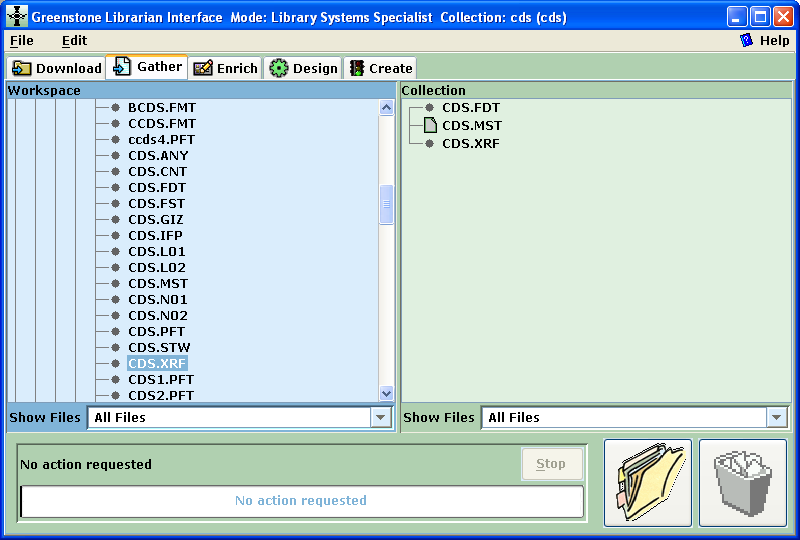 Greenstone Librarian Interface  Mode: Library Systems Specialist  Collection: cds (cds)
File Edit Help
Download Gather Enrich Design Create
Workspace
BCDS.FMT
CCDS.FMT
ccds4.PFT
CDS.ANY
CDS.CNT
CDS.FDT
CDS.FST
CDS.GIZ
CDS.IFP
CDS.L01
CDS.L02
CDS.MST
CDS.N01
CDS.N02
CDS.PFT
CDS.STW
CDS.XRF
CDS1.PFT
CDS2.PFT
Show Files All Files
Collection
CDS.FDT
CDS.MST
CDS.XRF
Show Files All Files
No action requested
Stop
No action requested